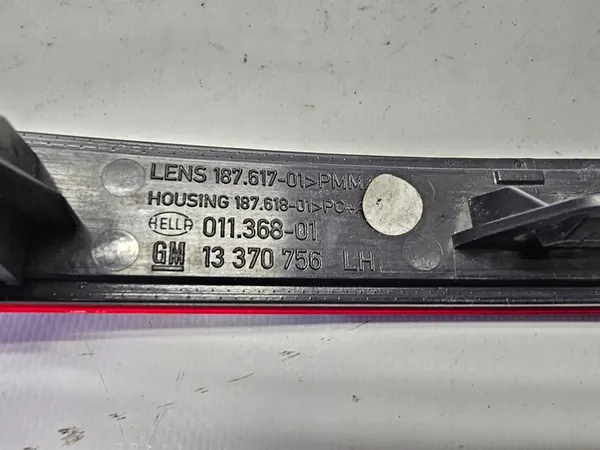 LENS 187.617-01>PMM
HOUSING 187.618-01>PC+
HELLA 011.368-01
GM 13 370 756 LH